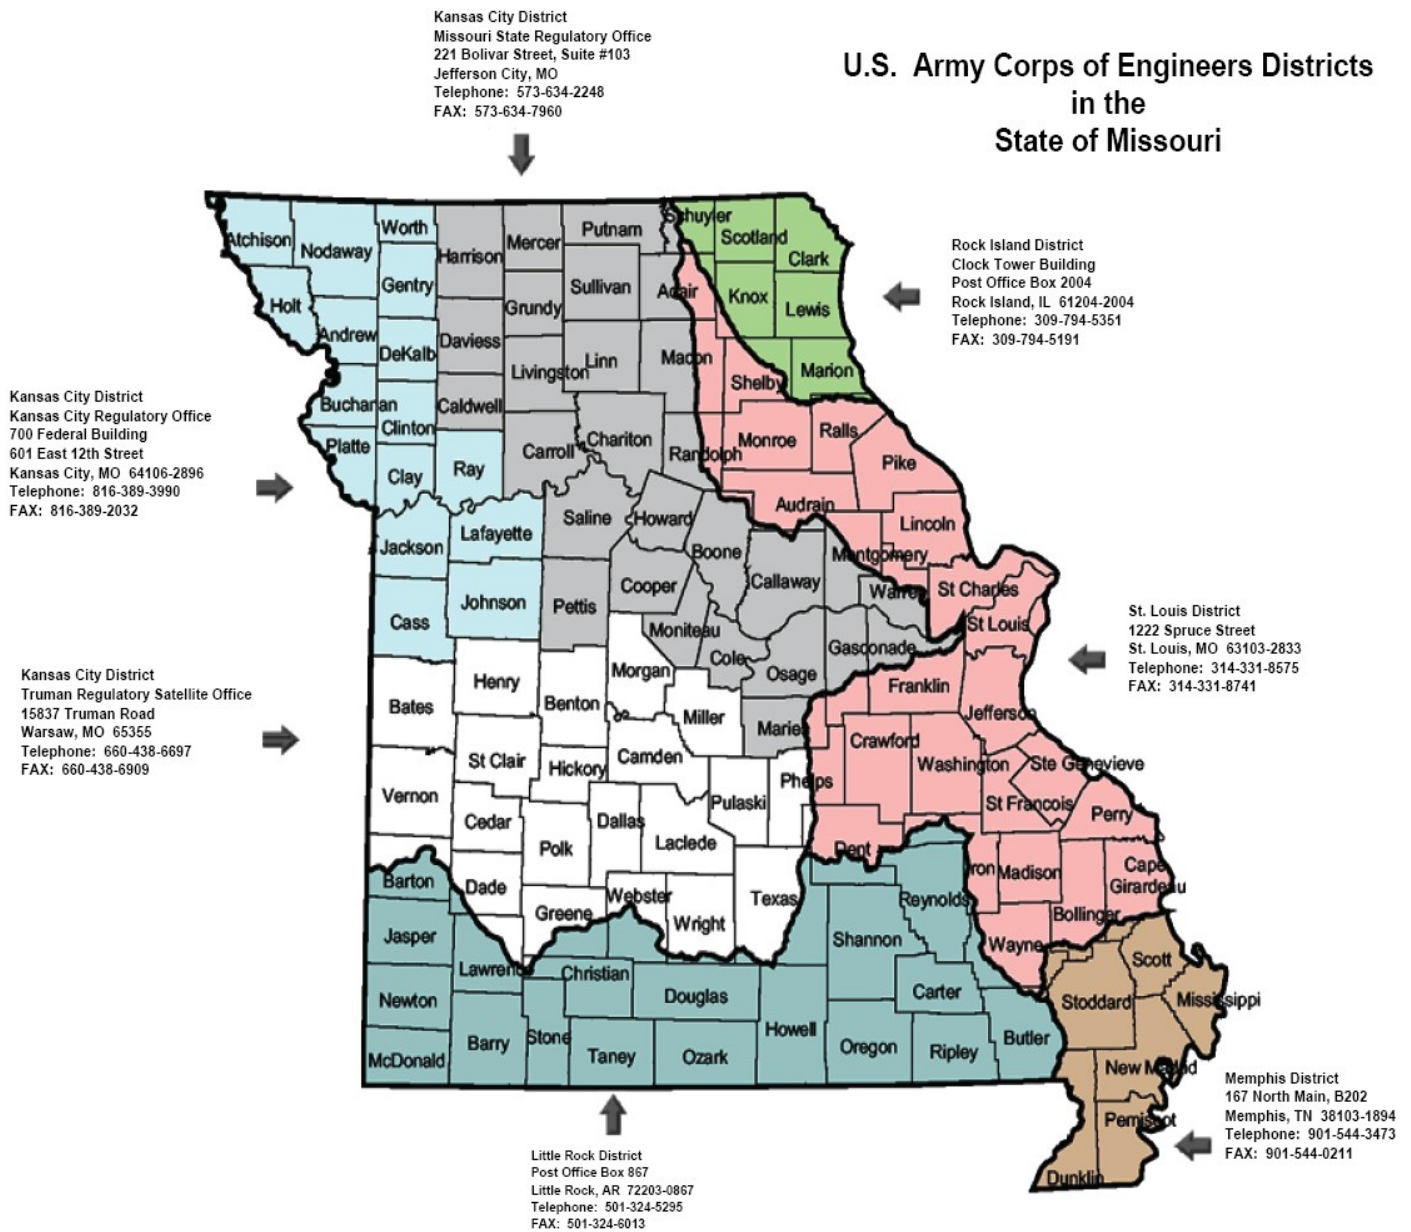 Kansas City District
Missouri State Regulatory Office
221 Bolivar Street, Suite #103
Jefferson City, MO
Telephone: 573-634-2248
FAX: 573-634-7960
U.S. Army Corps of Engineers Districts
in the
State of Missouri
Rock Island District
Clock Tower Building
Post Office Box 2004
Rock Island, IL 61204-2004
Telephone: 309-794-5351
FAX: 309-794-5191
Kansas City District
Kansas City Regulatory Office
700 Federal Building
601 East 12th Street
Kansas City, MO 64106-2896
Telephone: 816-389-3990
FAX: 816-389-2032
St. Louis District
1222 Spruce Street
St. Louis, MO 63103-2833
Telephone: 314-331-8575
FAX: 314-331-8741
Kansas City District
Truman Regulatory Satellite Office
15837 Truman Road
Warsaw, MO 65355
Telephone: 660-438-6697
FAX: 660-438-6909
Memphis District
167 North Main, B202
Memphis, TN 38103-1894
Telephone: 901-544-3473
FAX: 901-544-0211
Little Rock District
Post Office Box 867
Little Rock, AR 72203-0867
Telephone: 501-324-5295
FAX: 501-324-6013
Atchison
Nodaway
Worth
Harrison
Mercer
Putnam
Schuyler
Scotland
Clark
Gentry
Holt
Sullivan
Adair
Knox
Lewis
Grundy
Andrew
DeKalb
Daviess
Livingston
Linn
Macon
Shelby
Marion
Buchanan
Clinton
Caldwell
Platte
Clay
Ray
Carroll
Chariton
Randolph
Monroe
Ralls
Pike
Audrain
Lincoln
Jackson
Lafayette
Saline
Howard
Boone
Callaway
Montgomery
Warren
St Charles
St Louis
Cass
Johnson
Pettis
Cooper
Moniteau
Cole
Osage
Gasconade
Franklin
Jefferson
Bates
Henry
Benton
Morgan
Miller
Maries
Crawford
Washington
Ste Genevieve
St Francois
Perry
Vernon
St Clair
Hickory
Camden
Pulaski
Phelps
Cedar
Polk
Dallas
Laclede
Dent
Iron
Madison
Cape
Girardeau
Bollinger
Barton
Dade
Greene
Webster
Wright
Texas
Reynolds
Shannon
Wayne
Jasper
Lawrence
Christian
Douglas
Howell
Carter
Stoddard
Scott
Mississippi
Newton
McDonald
Barry
Stone
Taney
Ozark
Oregon
Ripley
Butler
New Madrid
Pemiscot
Dunklin